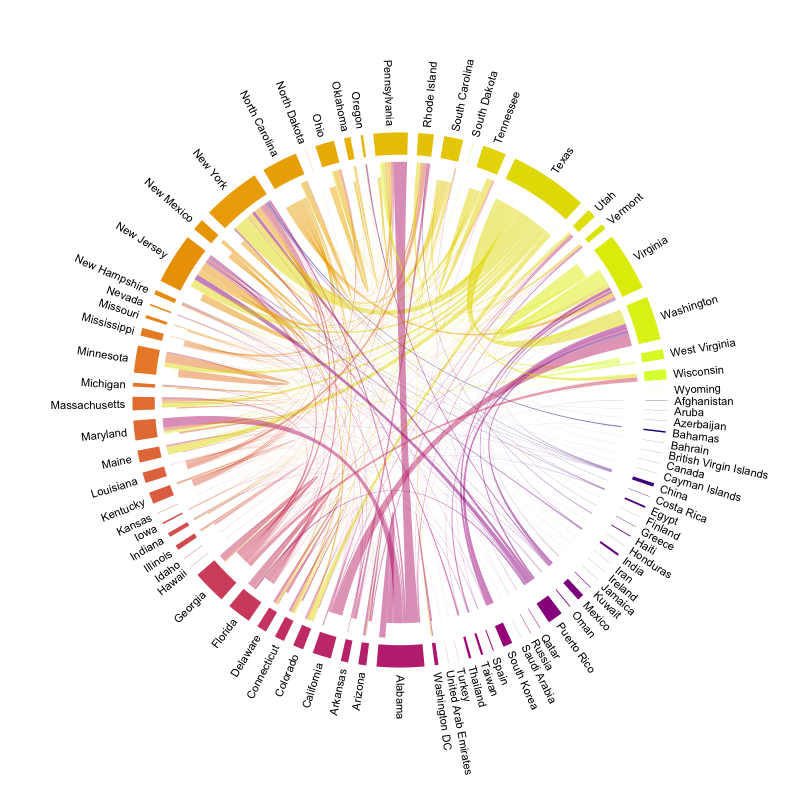 Pennsylvania
Rhode Island
South Carolina
South Dakota
Tennessee
Texas
Utah
Vermont
Virginia
Washington
West Virginia
Wisconsin
Wyoming
Afghanistan
Aruba
Azerbaijan
Bahamas
Bahrain
British Virgin Islands
Canada
Cayman Islands
China
Costa Rica
Egypt
Finland
Greece
Haiti
Honduras
India
Iran
Ireland
Jamaica
Kuwait
Mexico
Oman
Puerto Rico
Qatar
Russia
Saudi Arabia
South Korea
Spain
Taiwan
Thailand
Turkey
United Arab Emirates
Washington DC
Alabama
Arizona
Arkansas
California
Colorado
Connecticut
Delaware
Florida
Georgia
Hawaii
Idaho
Illinois
Indiana
Iowa
Kansas
Kentucky
Louisiana
Maine
Maryland
Massachusetts
Michigan
Minnesota
Mississippi
Missouri
Nevada
New Hampshire
New Jersey
New Mexico
New York
North Carolina
North Dakota
Ohio
Oklahoma
Oregon